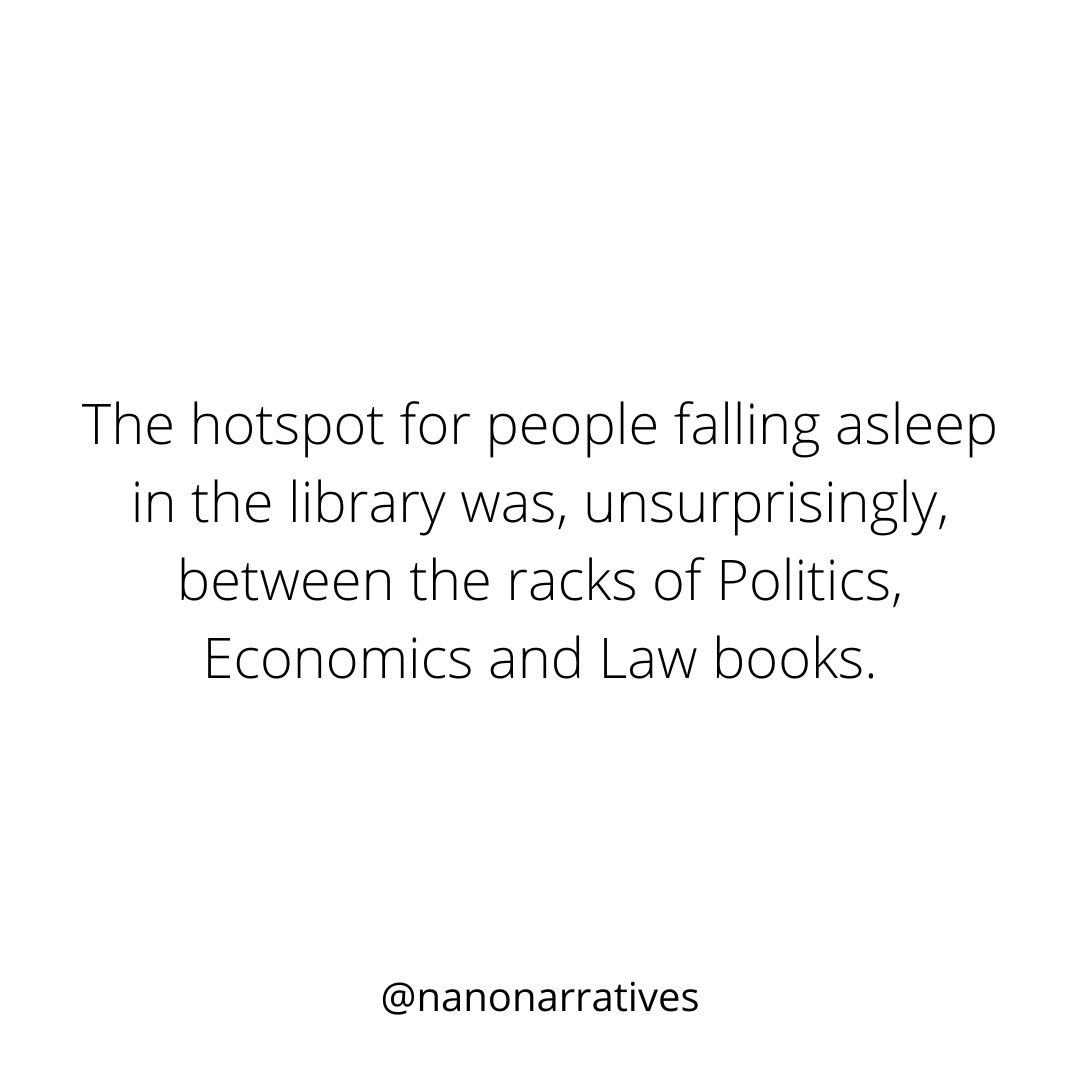 The hotspot for people falling asleep
in the library was, unsurprisingly,
between the racks of Politics,
Economics and Law books.
@nanonarratives